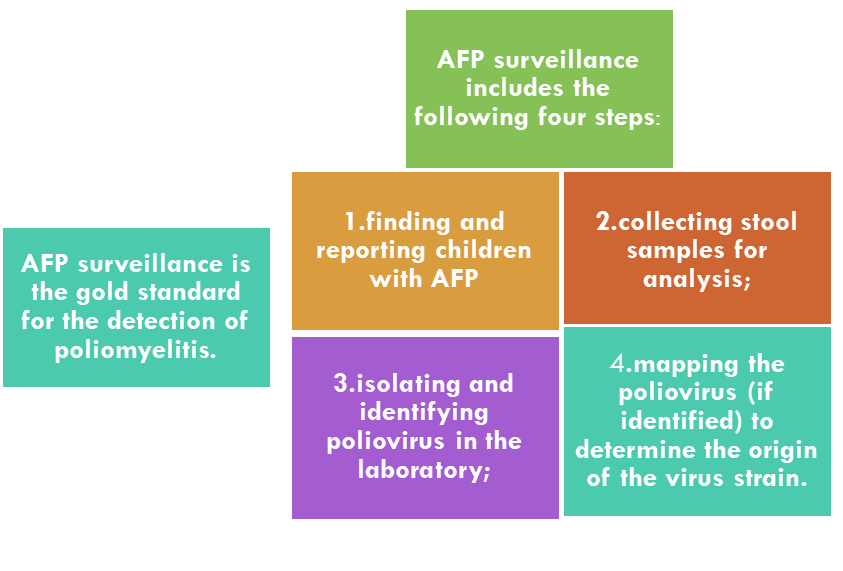 AFP surveillance
includes the
following four steps:
AFP surveillance is
the gold standard
for the detection of
poliomyelitis.
1.finding and
reporting children
with AFP
2.collecting stool
samples for
analysis;
3.isolating and
identifying
poliovirus in the
laboratory;
4.mapping the
poliovirus (if
identified) to
determine the origin
of the virus strain.